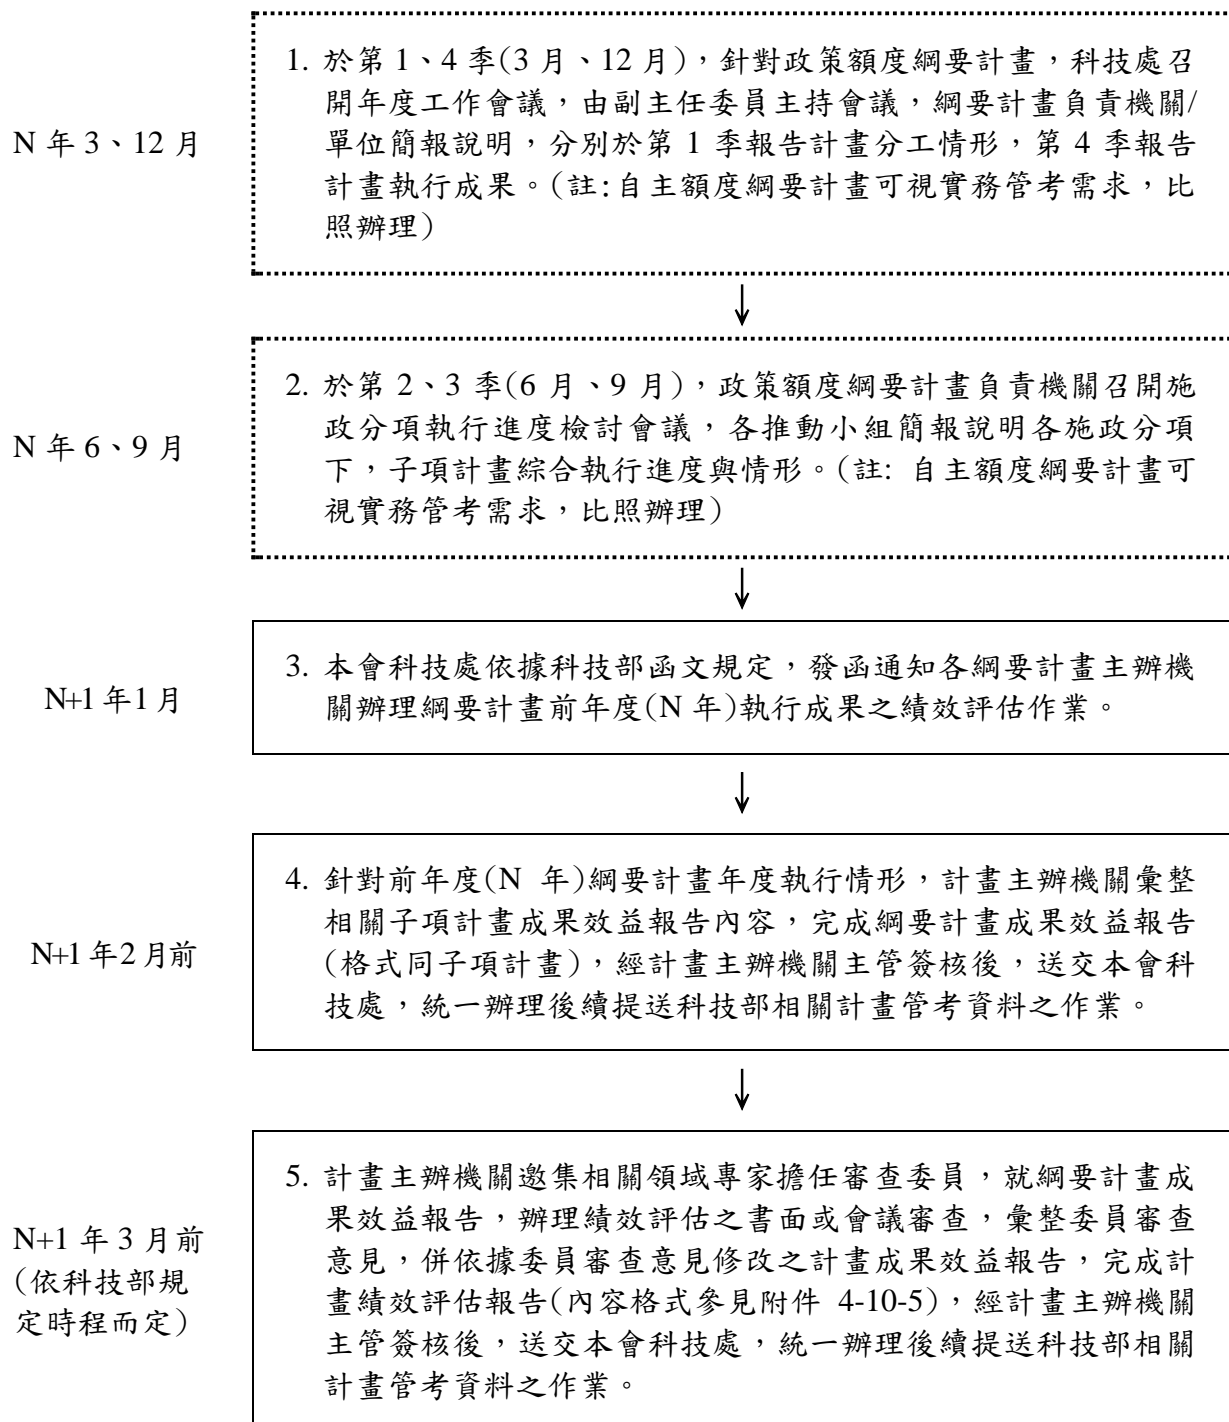 N 年 3、12 月
1. 於第 1、4 季(3 月、12 月)，針對政策額度綱要計畫，科技處召
開年度工作會議，由副主任委員主持會議，綱要計畫負責機關/
單位簡報說明，分別於第 1 季報告計畫分工情形，第 4 季報告
計畫執行成果。(註:自主額度綱要計畫可視實務管考需求，比
照辦理)
N 年 6、9 月
2. 於第 2、3 季(6 月、9 月)，政策額度綱要計畫負責機關召開施
政分項執行進度檢討會議，各推動小組簡報說明各施政分項
下，子項計畫綜合執行進度與情形。(註: 自主額度綱要計畫可
視實務管考需求，比照辦理)
N+1 年 1 月
3. 本會科技處依據科技部函文規定，發函通知各綱要計畫主辦機
關辦理綱要計畫前年度(N 年)執行成果之績效評估作業。
N+1 年 2 月前
4. 針對前年度(N 年)綱要計畫年度執行情形，計畫主辦機關彙整
相關子項計畫成果效益報告內容，完成綱要計畫成果效益報告
(格式同子項計畫)，經計畫主辦機關主管簽核後，送交本會科
技處，統一辦理後續提送科技部相關計畫管考資料之作業。
N+1 年 3 月前
(依科技部規
定時程而定)
5. 計畫主辦機關邀集相關領域專家擔任審查委員，就綱要計畫成
果效益報告，辦理績效評估之書面或會議審查，彙整委員審查
意見，併依據委員審查意見修改之計畫成果效益報告，完成計
畫績效評估報告(內容格式參見附件 4-10-5)，經計畫主辦機關
主管簽核後，送交本會科技處，統一辦理後續提送科技部相關
計畫管考資料之作業。